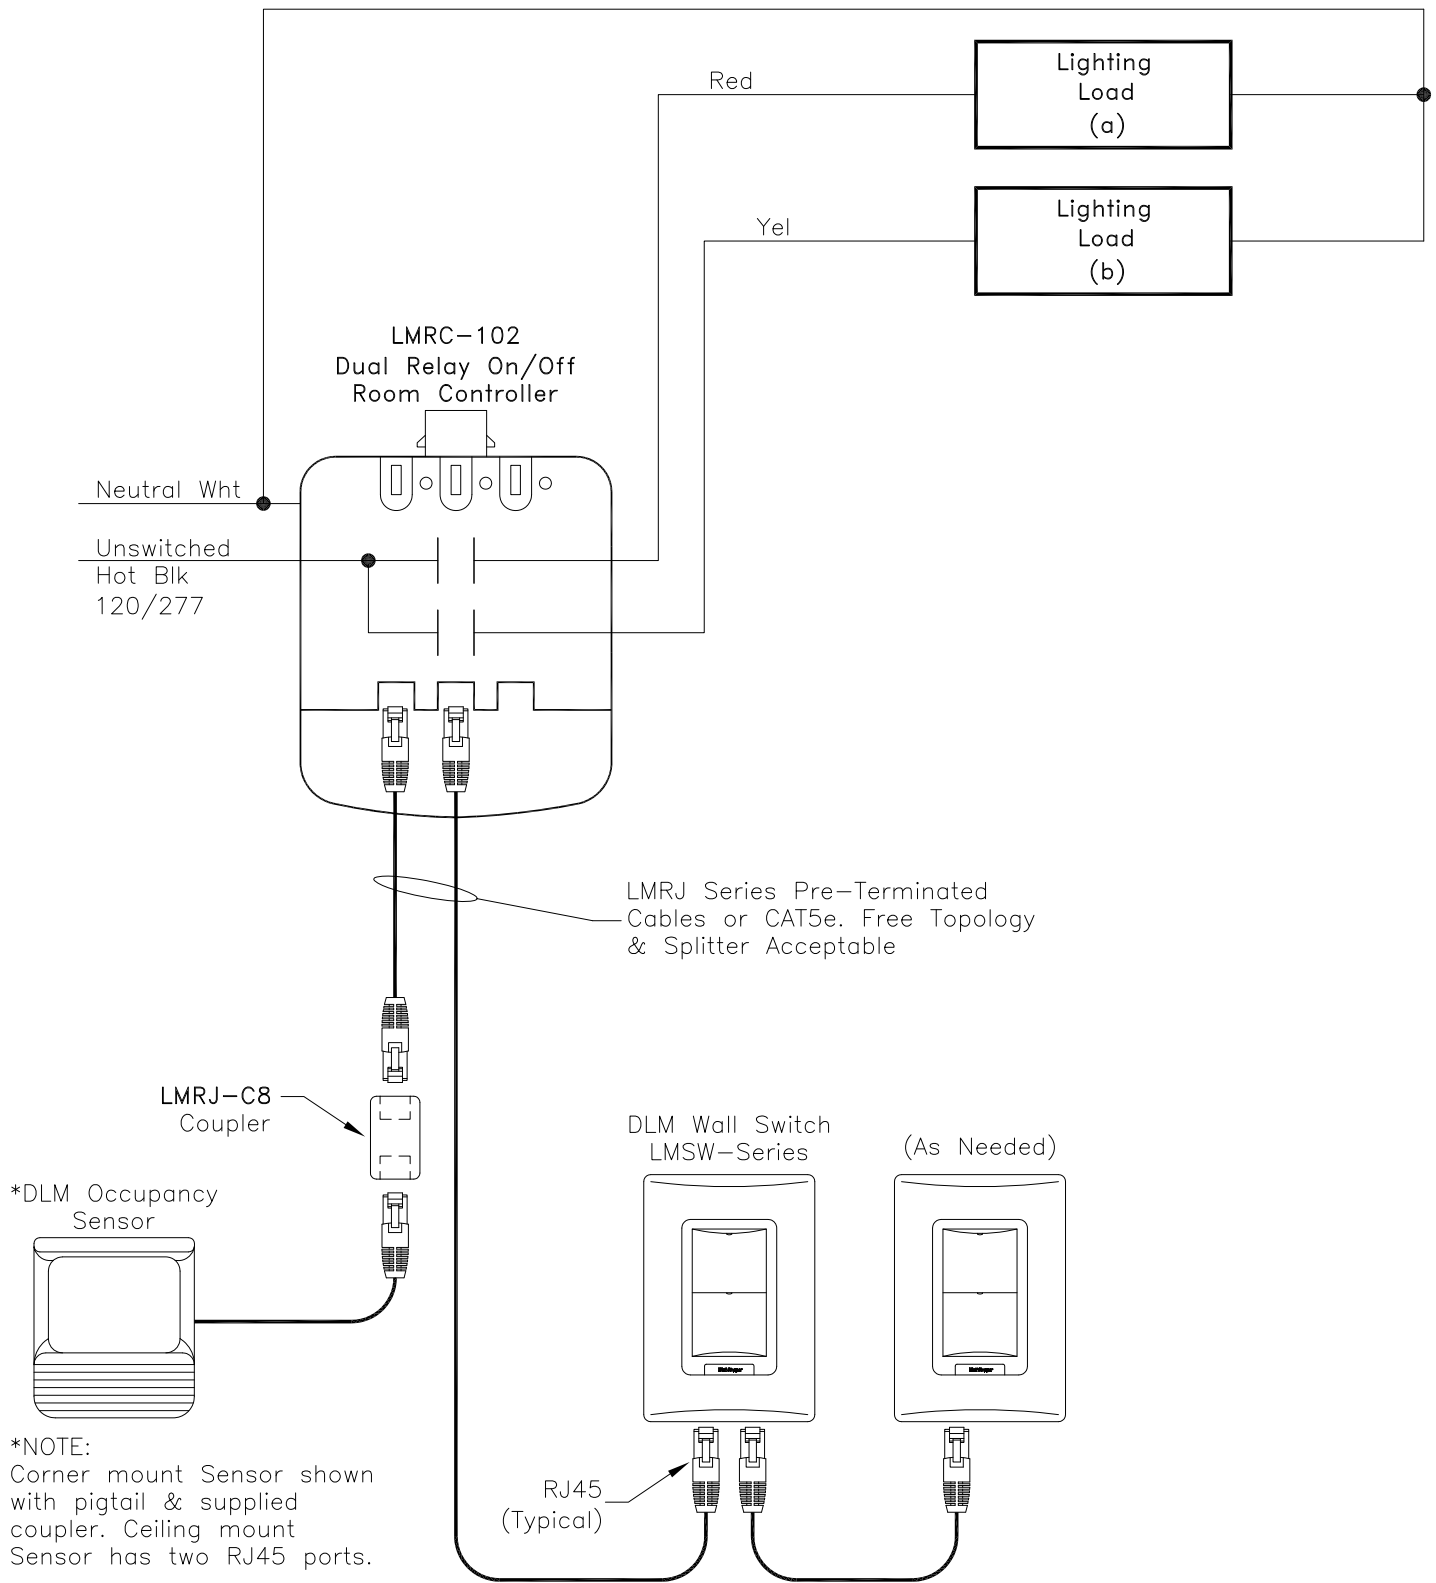 Red
Lighting
Load
(a)
Yel
Lighting
Load
(b)
LMRC-102
Dual Relay On/Off
Room Controller
Neutral Wht
Unswitched
Hot Blk
120/277
LMRJ Series Pre-Terminated
Cables or CAT5e. Free Topology
& Splitter Acceptable
LMRJ-C8
Coupler
DLM Wall Switch
LMSW-Series
(As Needed)
*DLM Occupancy
Sensor
*NOTE:
Corner mount Sensor shown
with pigtail & supplied
coupler. Ceiling mount
Sensor has two RJ45 ports.
RJ45
(Typical)